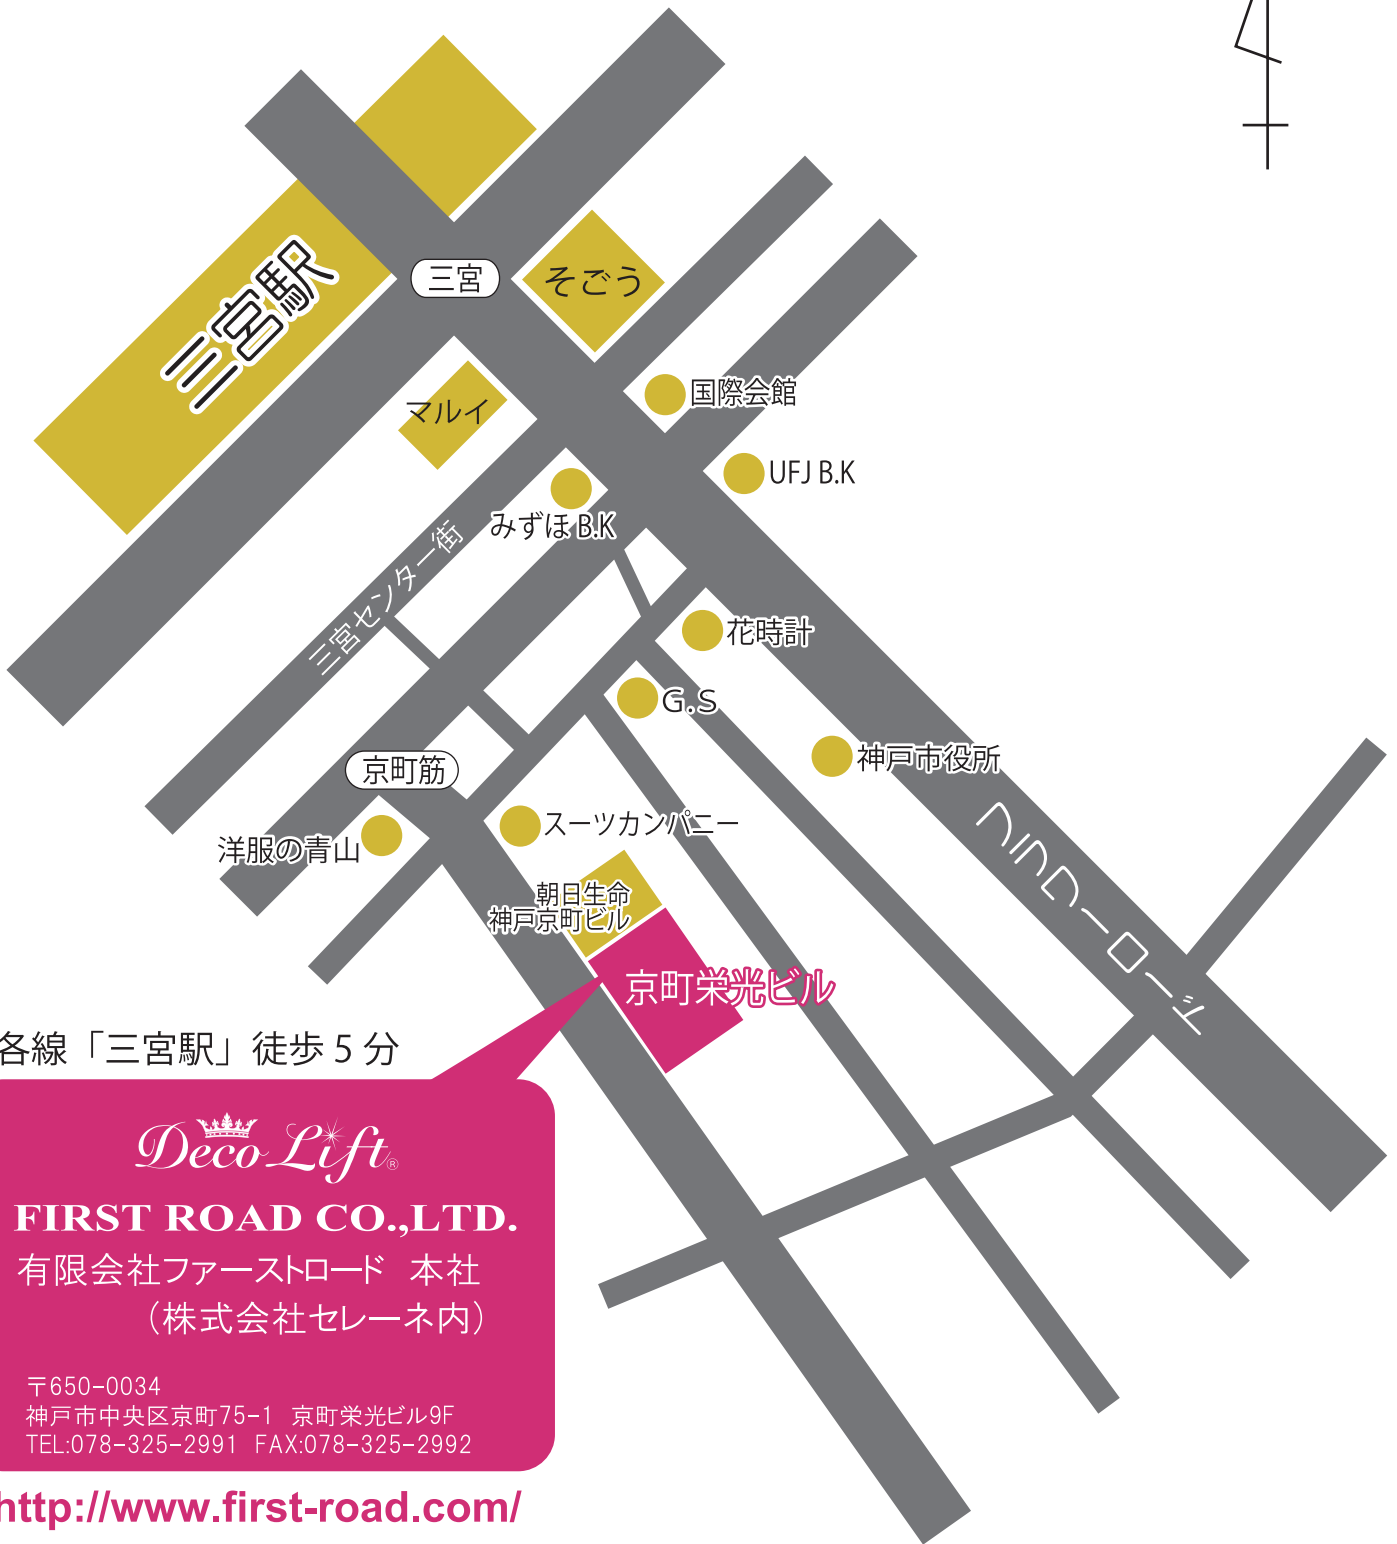 三宮駅
三宮
そごう
マルイ
国際会館
UFJ B.K
みずほ B.K
三宮センター街
花時計
G.S
神戸市役所
京町筋
洋服の青山
スーツカンパニー
フラワーロード
朝日生命
神戸京町ビル
京町栄光ビル
各線「三宮駅」徒歩 5 分
Deco Lift®
FIRST ROAD CO.,LTD.
有限会社ファーストロード 本社
（株式会社セレーネ内）
〒650-0034
神戸市中央区京町75-1 京町栄光ビル9F
TEL:078-325-2991 FAX:078-325-2992
http://www.first-road.com/